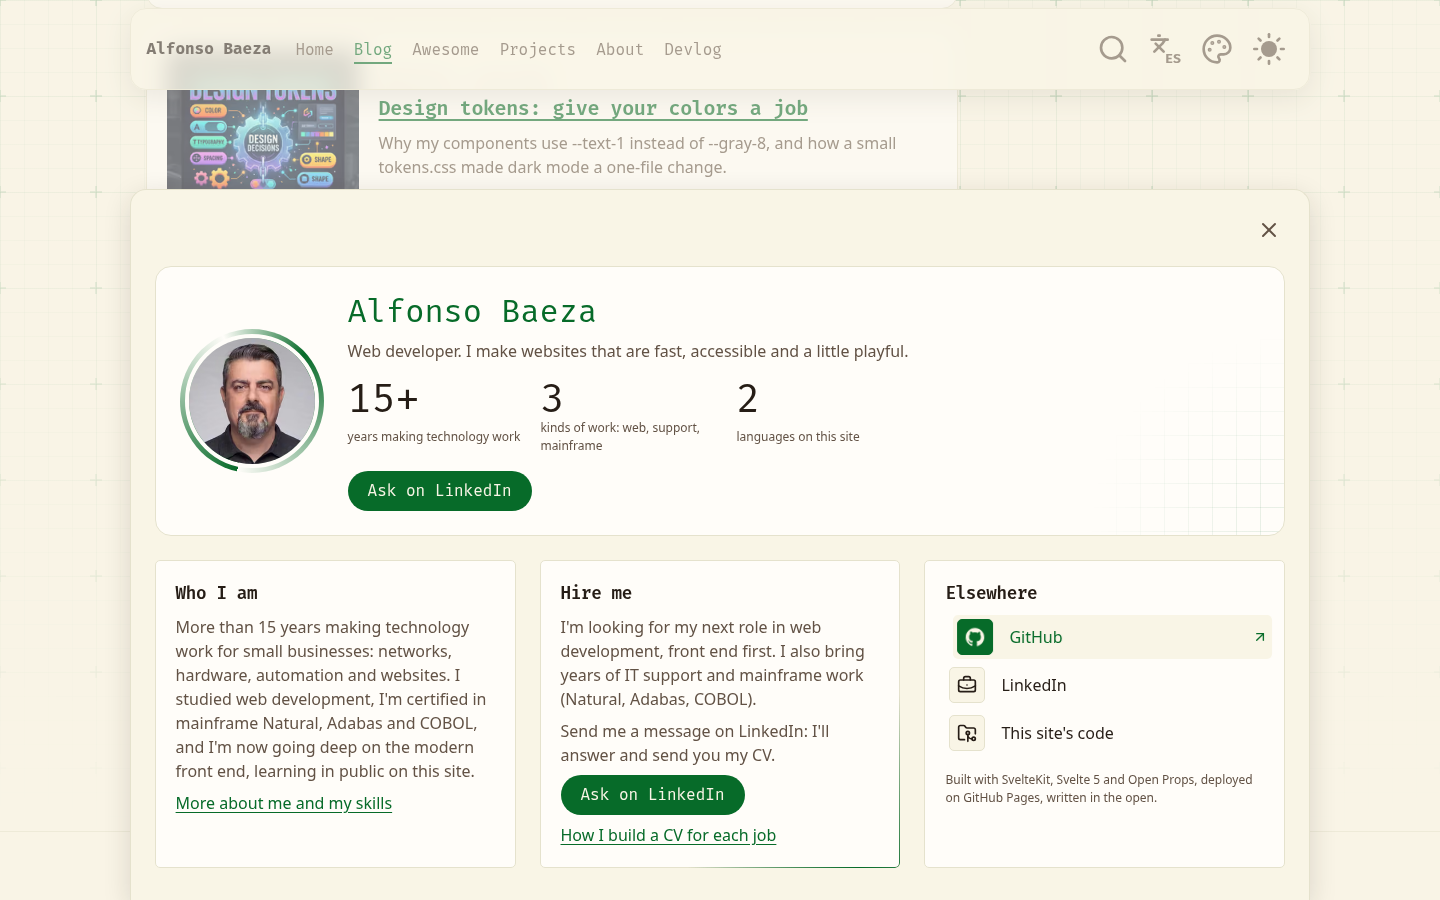 Alfonso Baeza Home Blog Awesome Projects About Devlog
ES
DESIGN TOKENS
COLOR
TYPOGRAPHY
SPACING
DESIGN
DECISIONS
SHAPE
SHAPE
Design tokens: give your colors a job
Why my components use --text-1 instead of --gray-8, and how a small
tokens.css made dark mode a one-file change.
Alfonso Baeza
Web developer. I make websites that are fast, accessible and a little playful.
15+
years making technology work
3
kinds of work: web, support,
mainframe
2
languages on this site
Ask on LinkedIn
Who I am
More than 15 years making technology
work for small businesses: networks,
hardware, automation and websites. I
studied web development, I'm certified in
mainframe Natural, Adabas and COBOL,
and I'm now going deep on the modern
front end, learning in public on this site.
More about me and my skills
Hire me
I'm looking for my next role in web
development, front end first. I also bring
years of IT support and mainframe work
(Natural, Adabas, COBOL).
Send me a message on LinkedIn: I'll
answer and send you my CV.
Ask on LinkedIn
How I build a CV for each job
Elsewhere
GitHub
LinkedIn
This site's code
Built with SvelteKit, Svelte 5 and Open Props, deployed
on GitHub Pages, written in the open.